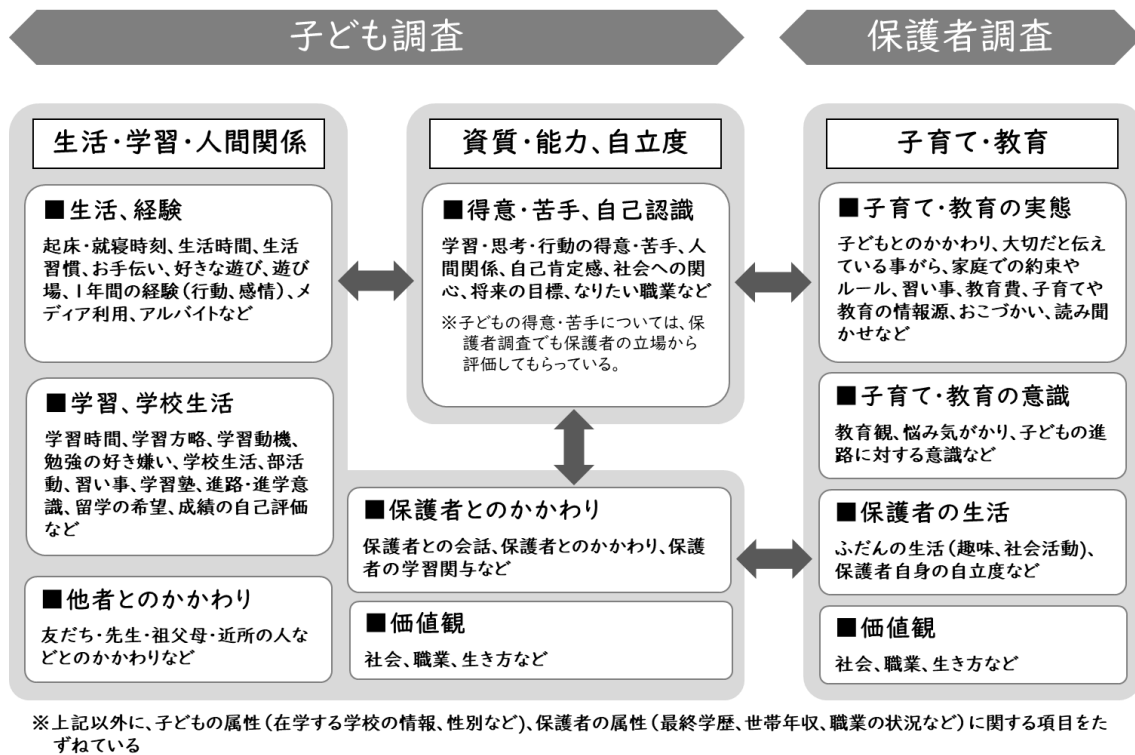 子ども調査
保護者調査
生活・学習・人間関係
■生活、経験
起床・就寝時刻、生活時間、生活
習慣、お手伝い、好きな遊び、遊び
場、1年間の経験(行動、感情)、メ
ディア利用、アルバイトなど
■学習、学校生活
学習時間、学習方略、学習動機、
勉強の好き嫌い、学校生活、部活
動、習い事、学習塾、進路・進学意
識、留学の希望、成績の自己評価
など
■他者とのかかわり
友だち・先生・祖父母・近所の人な
どとのかかわりなど
資質・能力、自立度
■得意・苦手、自己認識
学習・思考・行動の得意・苦手、人
間関係、自己肯定感、社会への関
心、将来の目標、なりたい職業など
※子どもの得意・苦手については、保
護者調査でも保護者の立場から
評価してもらっている。
■保護者とのかかわり
保護者との会話、保護者とのかかわり、保護
者の学習関与など
■価値観
社会、職業、生き方など
子育て・教育
■子育て・教育の実態
子どもとのかかわり、大切だと伝え
ている事がら、家庭での約束や
ルール、習い事、教育費、子育てや
教育の情報源、おこづかい、読み聞
かせなど
■子育て・教育の意識
教育観、悩み気がかり、子どもの進
路に対する意識など
■保護者の生活
ふだんの生活(趣味、社会活動)、
保護者自身の自立度など
■価値観
社会、職業、生き方など
※上記以外に、子どもの属性(在学する学校の情報、性別など)、保護者の属性(最終学歴、世帯年収、職業の状況など)に関する項目をた
ずねている